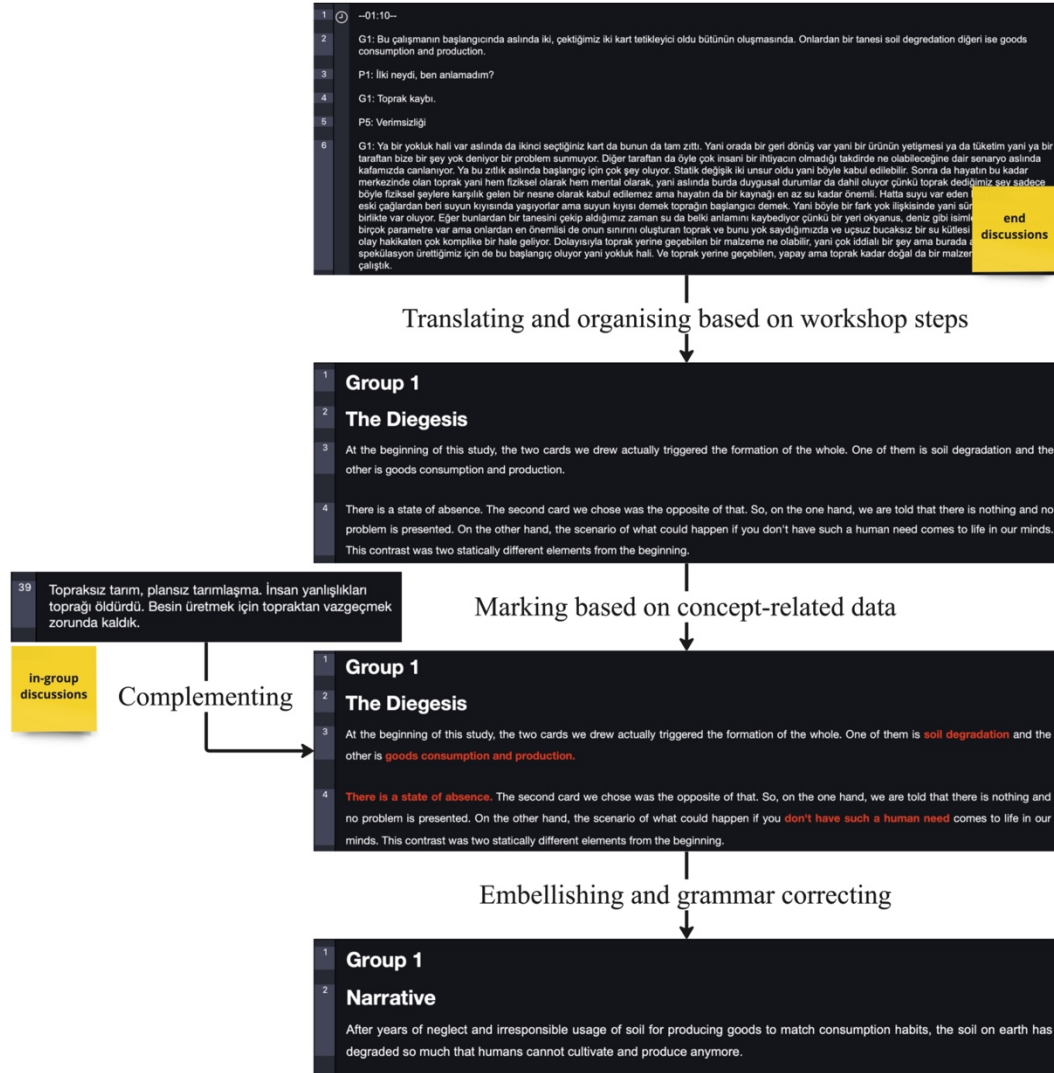 1 --01:10--
2 G1: Bu çalışmanın başlangıcında aslında iki, çektiğimiz iki kart tetikleyici oldu bütünün oluşmasında. Onlardan bir tanesi soil degredation diğeri ise goods
consumption and production.
3 P1: İlki neydi, ben anlamadım?
4 G1: Toprak kaybı.
5 P5: Verimsizliği
6 G1: Ya bir yokluk hali var aslında ya da ikinci seçtiğiniz kart da bunun da tam zıttı. Yani orada bir geri dönüş var yani bir ürünün yetişmesi ya da tüketim yani ya bir
taraftan bize bir şey yok deniyor bir problem sunmuyor. Diğer taraftan da öyle çok insani bir ihtiyacın olmadığı takdirde ne olabileceğine dair senaryo aslında
kafamızda canlanıyor. Ya bu zıtlık aslında başlangıç için çok şey oluyor. Statik değişik iki unsur oldu yani böyle kabul edilebilir. Sonra da hayatın bu kadar
merkezinde olan toprak yani hem fiziksel olarak hem mental olarak, yani aslında burda duygusal durumlar da dahil oluyor çünkü toprak dediğimiz şey sadece
böyle fiziksel şeylere karşılık gelen bir nesne olarak kabul edilemez ama hayatın da bir kaynağı en az su kadar önemli. Hatta suyu var eden
eski çağlardan beri suyun kıyısında yaşıyorlar ama suyun kıyısı demek toprağın başlangıcı demek. Yani böyle bir fark yok ilişkisinde yani
birlikte var oluyor. Eğer bunlardan bir tanesini çekip aldığımız zaman su da belki anlamını kaybediyor çünkü bir yeri okyanus, deniz gibi
birçok parametre var ama onlardan en önemlisi de onun sınırını oluşturan toprak ve bunu yok saydığımızda ve uçsuz bucaksız bir su kütlesi
olay hakikaten çok komplike bir hale geliyor. Dolayısıyla toprak yerine geçebilen bir malzeme ne olabilir, yani çok iddialı bir şey ama burada
spekülasyon ürettiğimiz için de bu başlangıç oluyor yani yokluk hali. Ve toprak yerine geçebilen, yapay ama toprak kadar doğal da bir
çalıştık.
end
discussions
Translating and organising based on workshop steps
1 Group 1
2 The Diegesis
3 At the beginning of this study, the two cards we drew actually triggered the formation of the whole. One of them is soil degradation and the
other is goods consumption and production.
4 There is a state of absence. The second card we chose was the opposite of that. So, on the one hand, we are told that there is nothing and no
problem is presented. On the other hand, the scenario of what could happen if you don't have such a human need comes to life in our minds.
This contrast was two statically different elements from the beginning.
Marking based on concept-related data
39 Topraksız tarım, plansız tarımlaşma. İnsan yanlışlıkları
toprağı öldürdü. Besin üretmek için topraktan vazgeçmek
zorunda kaldık.
in-group
discussions
Complementing
1 Group 1
2 The Diegesis
3 At the beginning of this study, the two cards we drew actually triggered the formation of the whole. One of them is soil degradation and the
other is goods consumption and production.
4 There is a state of absence. The second card we chose was the opposite of that. So, on the one hand, we are told that there is nothing and
no problem is presented. On the other hand, the scenario of what could happen if you don't have such a human need comes to life in our
minds. This contrast was two statically different elements from the beginning.
Embellishing and grammar correcting
1 Group 1
2 Narrative
After years of neglect and irresponsible usage of soil for producing goods to match consumption habits, the soil on earth has
degraded so much that humans cannot cultivate and produce anymore.